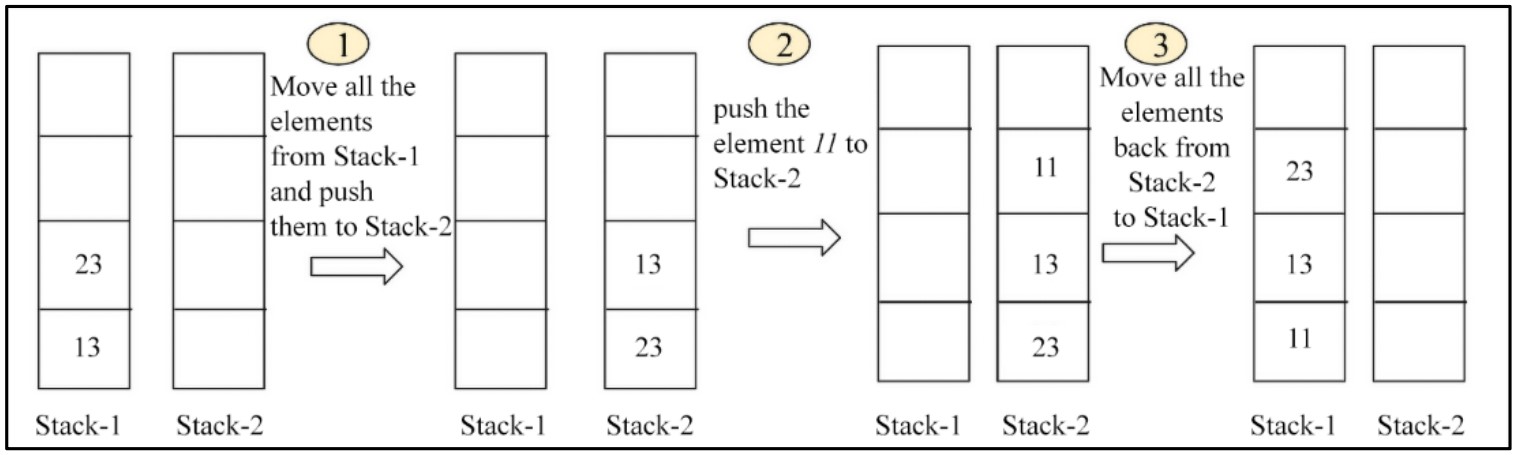 1
Move all the
elements
from Stack-1
and push
them to Stack-2
2
push the
element 11 to
Stack-2
3
Move all the
elements
back from
Stack-2
to Stack-1
23
13
13
23
11
13
23
23
13
11
Stack-1
Stack-2
Stack-1
Stack-2
Stack-1
Stack-2
Stack-1
Stack-2